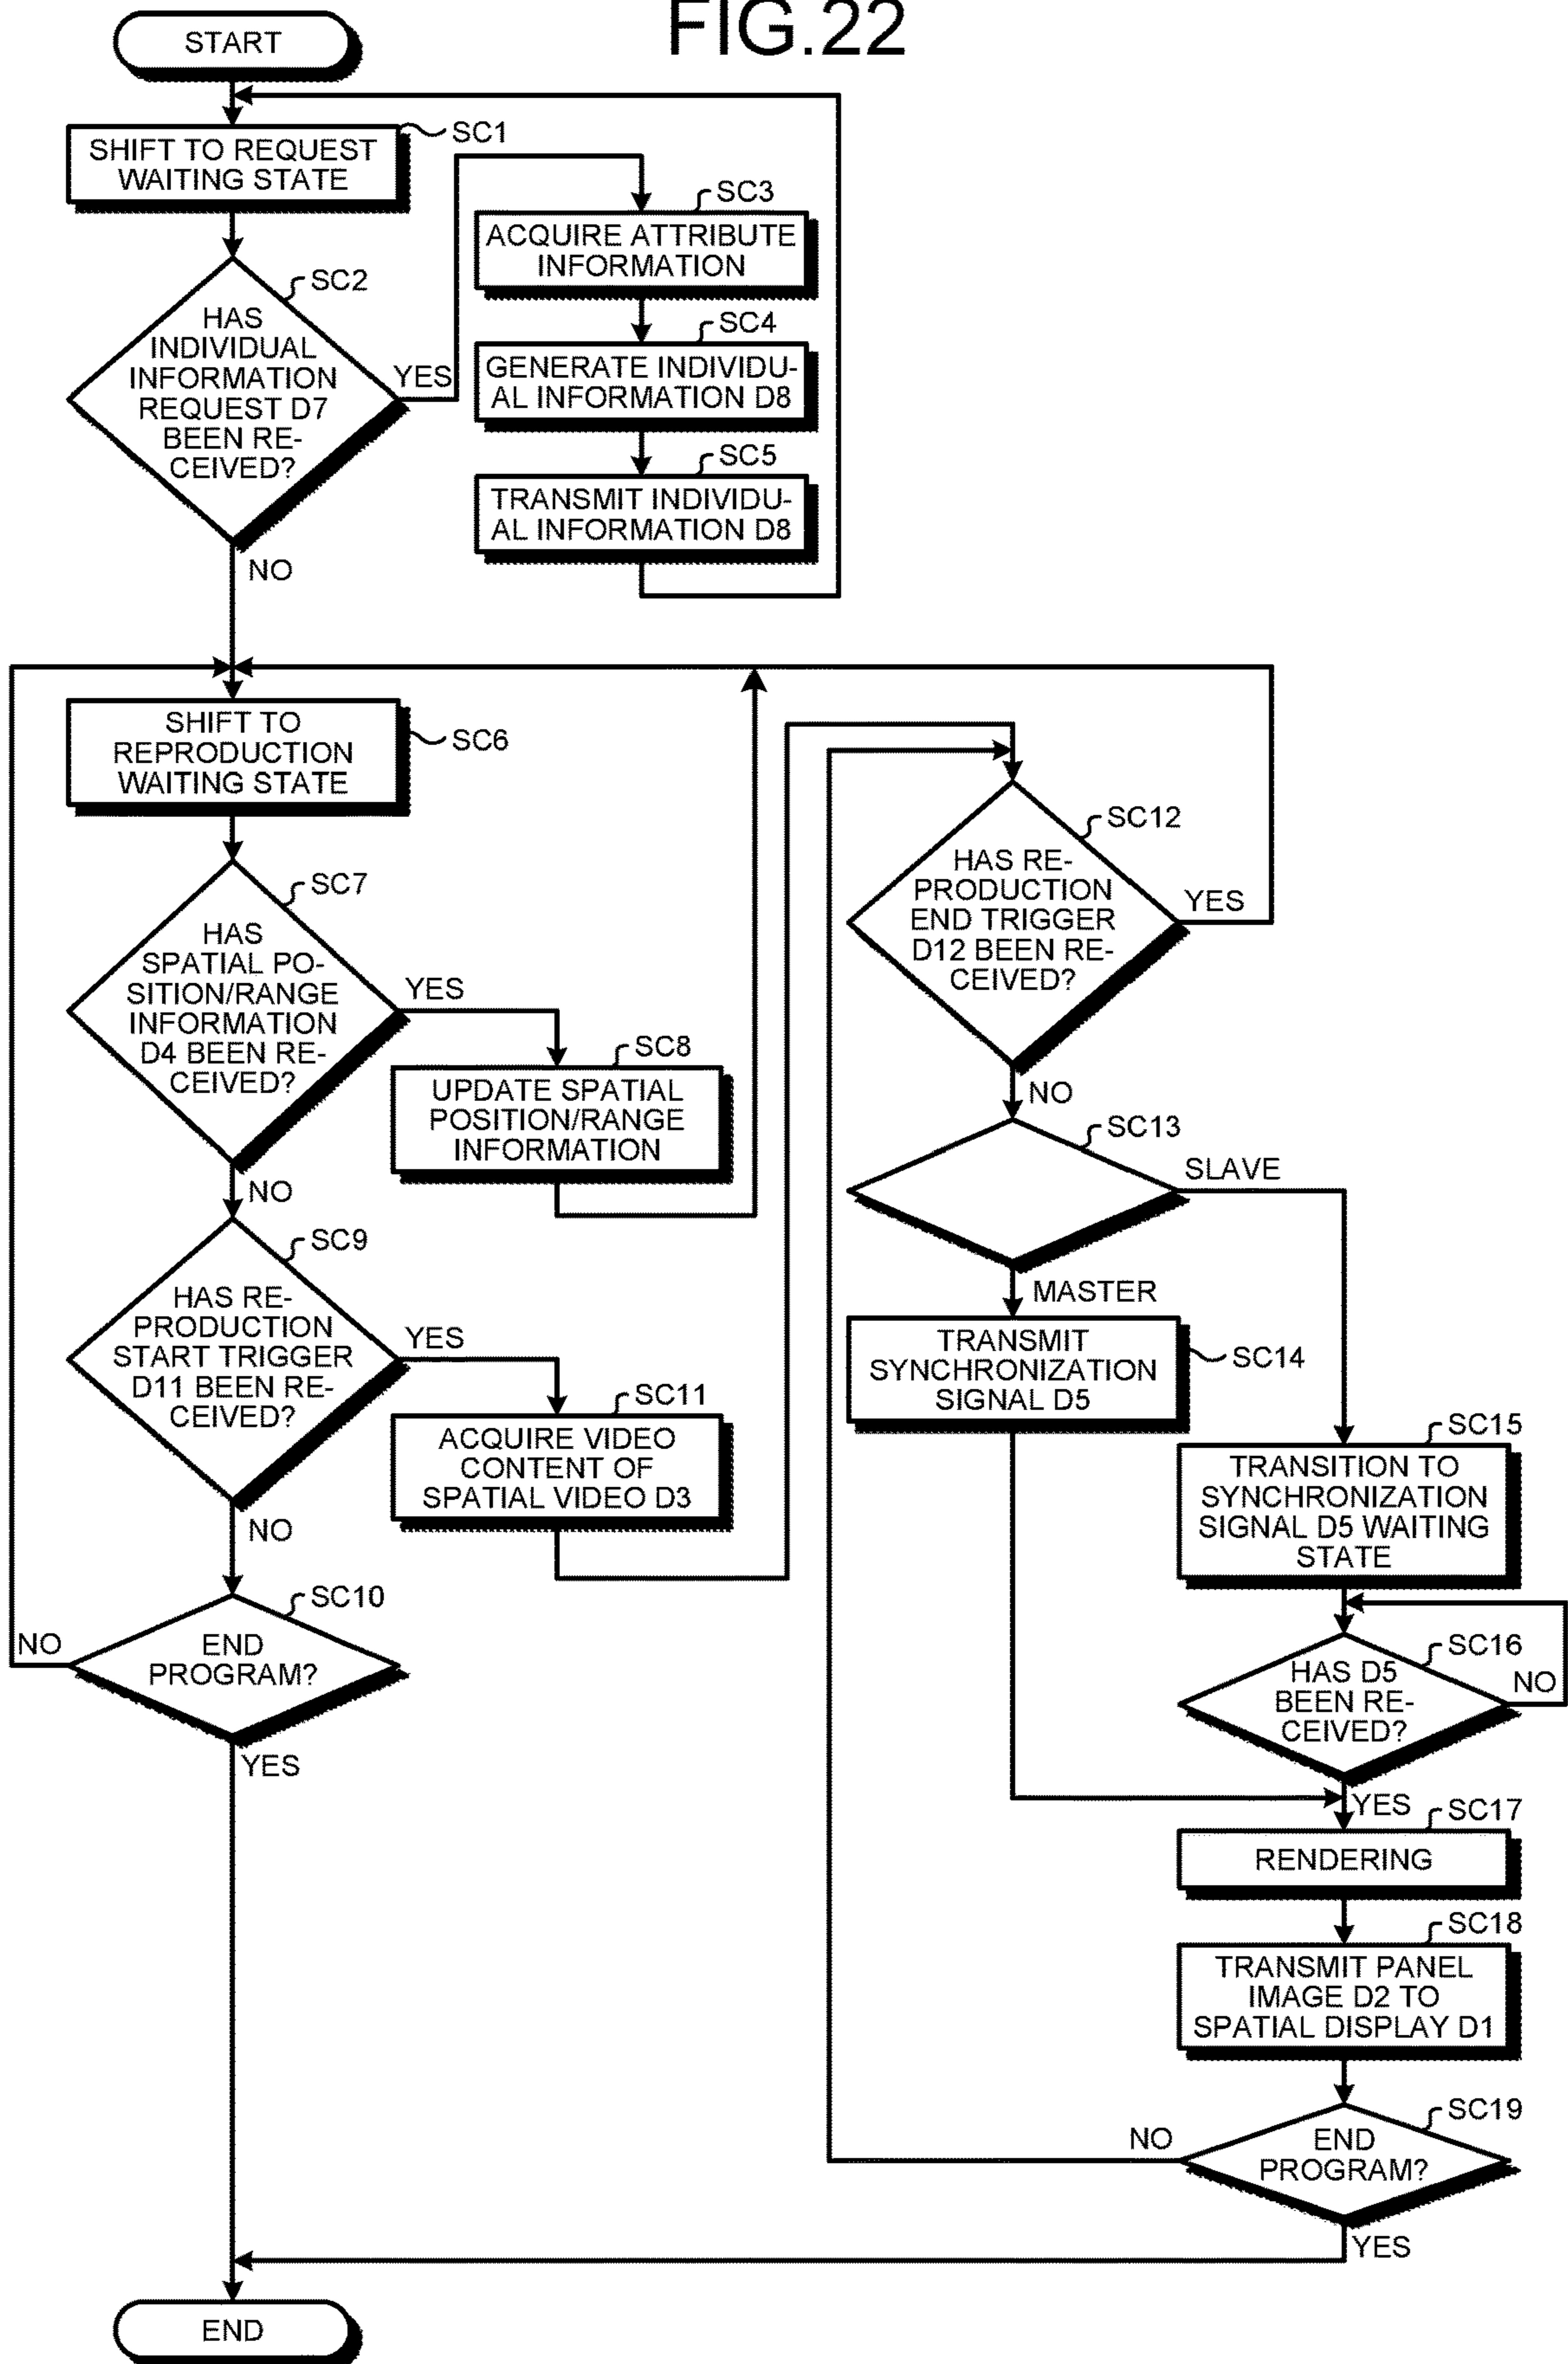 FIG.22
START
SC1
SHIFT TO REQUEST
WAITING STATE
SC2
HAS
INDIVIDUAL
INFORMATION
REQUEST D7
BEEN RE-
CEIVED?
YES
NO
SC3
ACQUIRE ATTRIBUTE
INFORMATION
SC4
GENERATE INDIVIDU-
AL INFORMATION D8
SC5
TRANSMIT INDIVIDU-
AL INFORMATION D8
SHIFT TO
REPRODUCTION
WAITING STATE
SC6
SC7
HAS
SPATIAL PO-
SITION/RANGE
INFORMATION
D4 BEEN RE-
CEIVED?
YES
NO
SC8
UPDATE SPATIAL
POSITION/RANGE
INFORMATION
SC9
HAS RE-
PRODUCTION
START TRIGGER
D11 BEEN RE-
CEIVED?
YES
NO
SC11
ACQUIRE VIDEO
CONTENT OF
SPATIAL VIDEO D3
SC10
END
PROGRAM?
NO
YES
SC12
HAS RE-
PRODUCTION
END TRIGGER
D12 BEEN RE-
CEIVED?
YES
NO
SC13
SLAVE
MASTER
TRANSMIT
SYNCHRONIZATION
SIGNAL D5
SC14
SC15
TRANSITION TO
SYNCHRONIZATION
SIGNAL D5 WAITING
STATE
SC16
HAS D5
BEEN RE-
CEIVED?
NO
YES
SC17
RENDERING
SC18
TRANSMIT PANEL
IMAGE D2 TO
SPATIAL DISPLAY D1
SC19
END
PROGRAM?
NO
YES
END